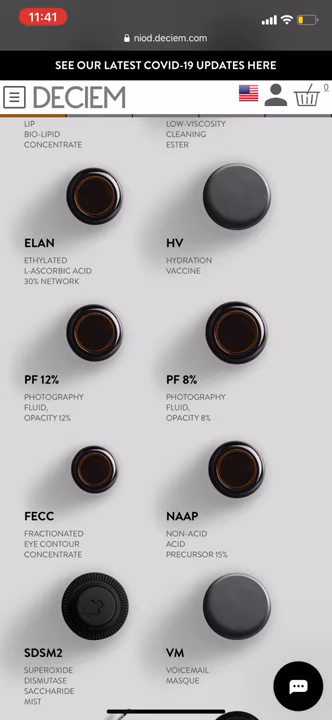 11:41
niod.deciem.com
SEE OUR LATEST COVID-19 UPDATES HERE
DECIEM
0
LIP
BIO-LIPID
CONCENTRATE
LOW-VISCOSITY
CLEANING
ESTER
ELAN
ETHYLATED
L-ASCORBIC ACID
30% NETWORK
HV
HYDRATION
VACCINE
PF 12%
PHOTOGRAPHY
FLUID,
OPACITY 12%
PF 8%
PHOTOGRAPHY
FLUID,
OPACITY 8%
FECC
FRACTIONATED
EYE CONTOUR
CONCENTRATE
NAAP
NON-ACID
ACID
PRECURSOR 15%
SDSM2
SUPEROXIDE
DISMUTASE
SACCHARIDE
MIST
VM
VOICEMAIL
MASQUE